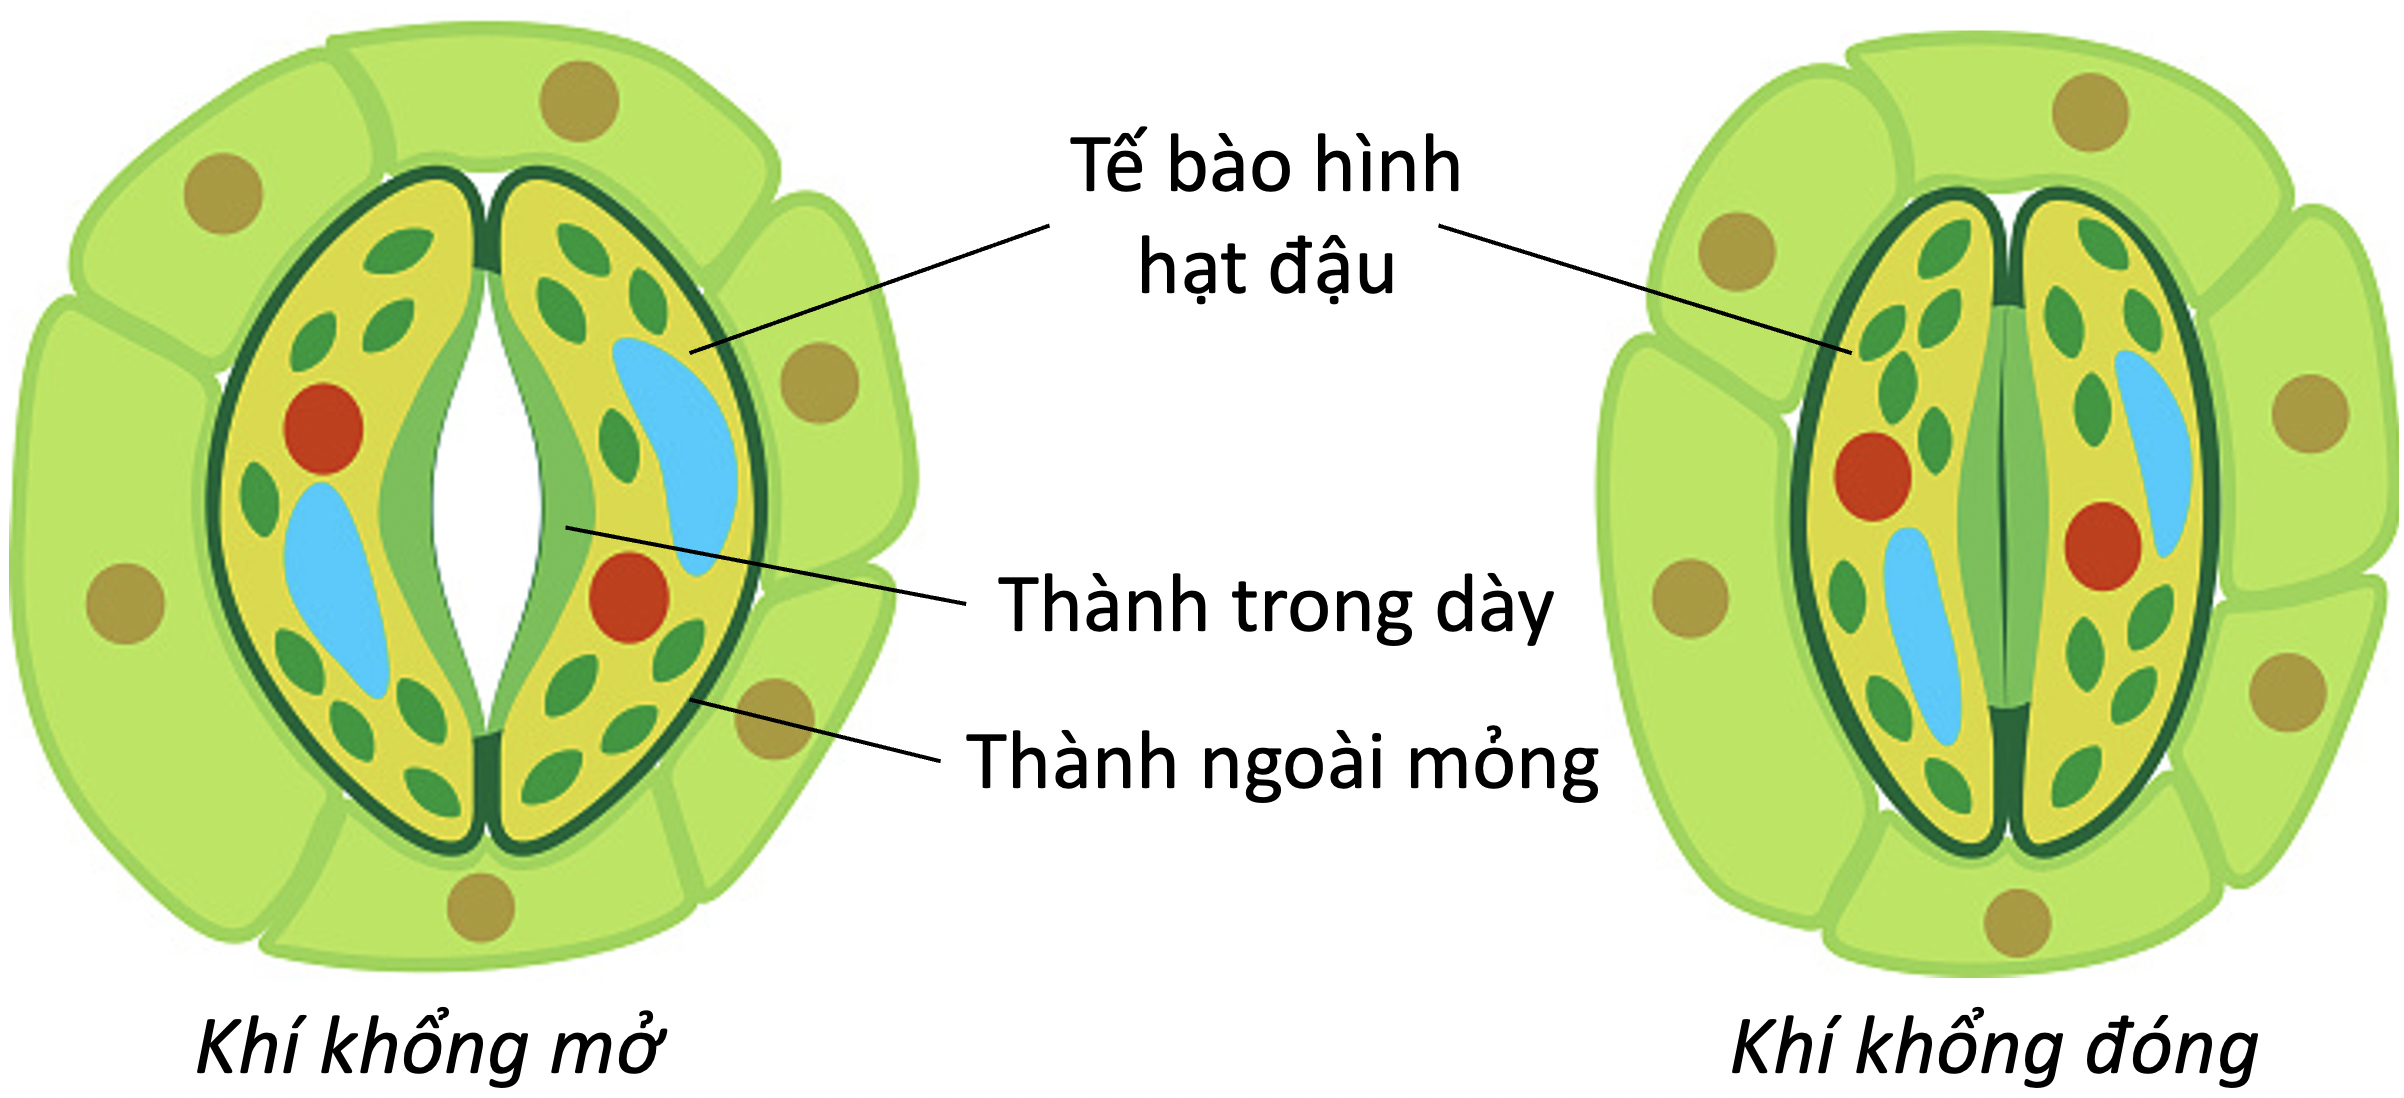 Tế bào hình
hạt đậu
Thành trong dày
Thành ngoài mỏng
Khí khổng mở
Khí khổng đóng